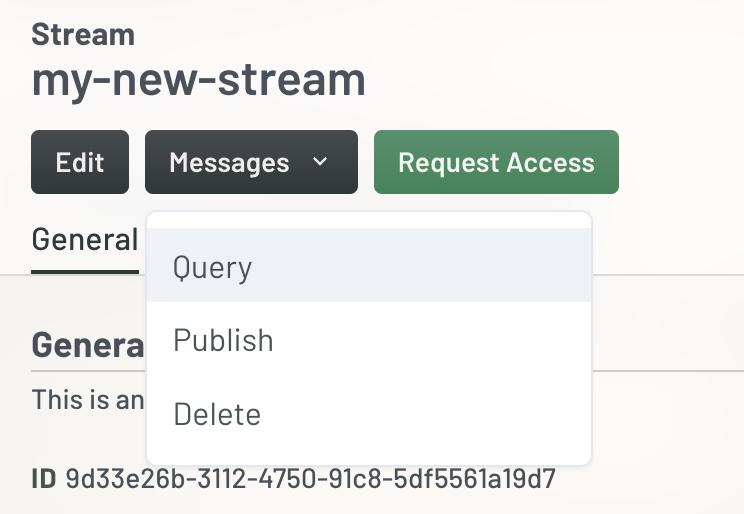 Stream
my-new-stream
Edit Messages Request Access
General
Query
Publish
Delete
Genera
This is an
ID 9d33e26b-3112-4750-91c8-5df5561a19d7